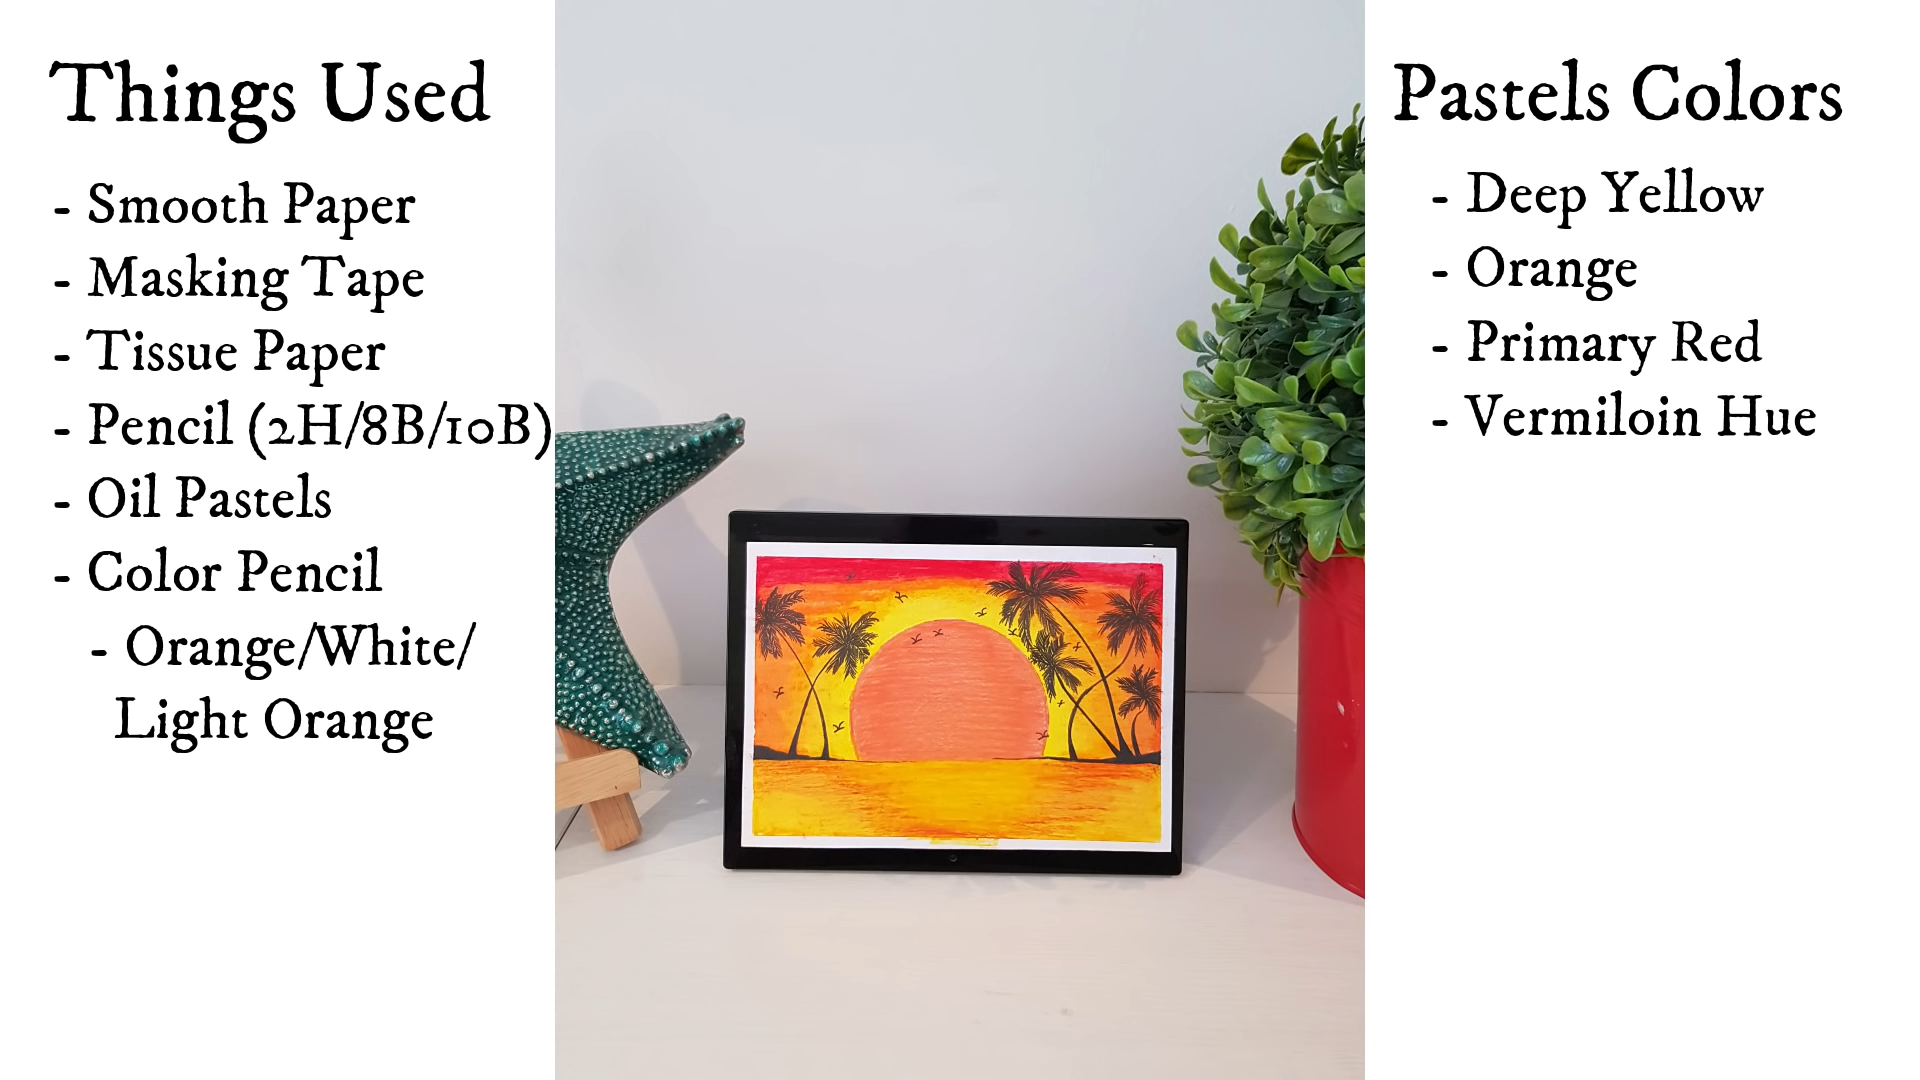 Things Used
- Smooth Paper
- Masking Tape
- Tissue Paper
- Pencil (2H/8B/10B)
- Oil Pastels
- Color Pencil
- Orange/White/
Light Orange
Pastels Colors
- Deep Yellow
- Orange
- Primary Red
- Vermiloin Hue